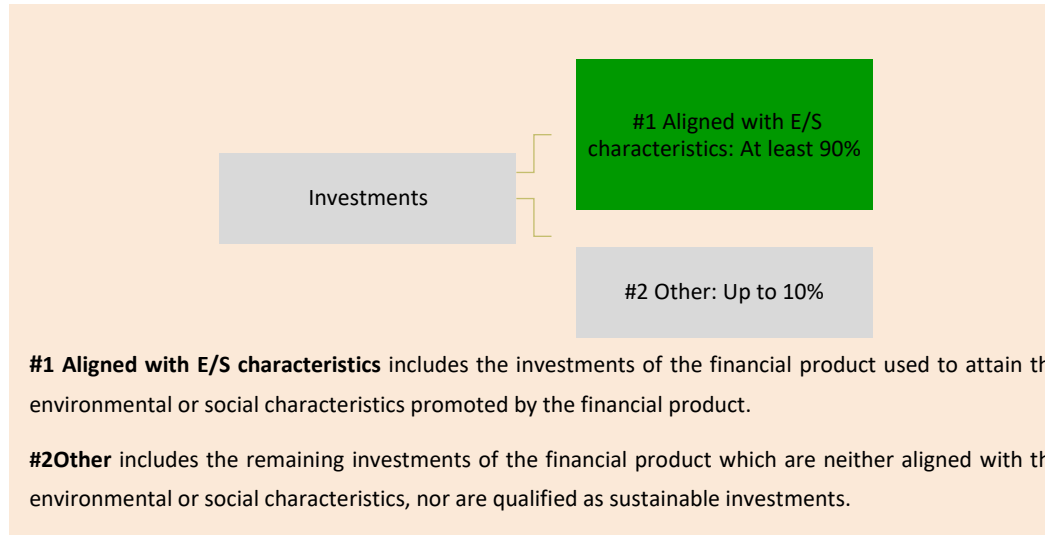 #1 Aligned with E/S
characteristics: At least 90%
Investments
#2 Other: Up to 10%
#1 Aligned with E/S characteristics includes the investments of the financial product used to attain th
environmental or social characteristics promoted by the financial product.
#2Other includes the remaining investments of the financial product which are neither aligned with th
environmental or social characteristics, nor are qualified as sustainable investments.